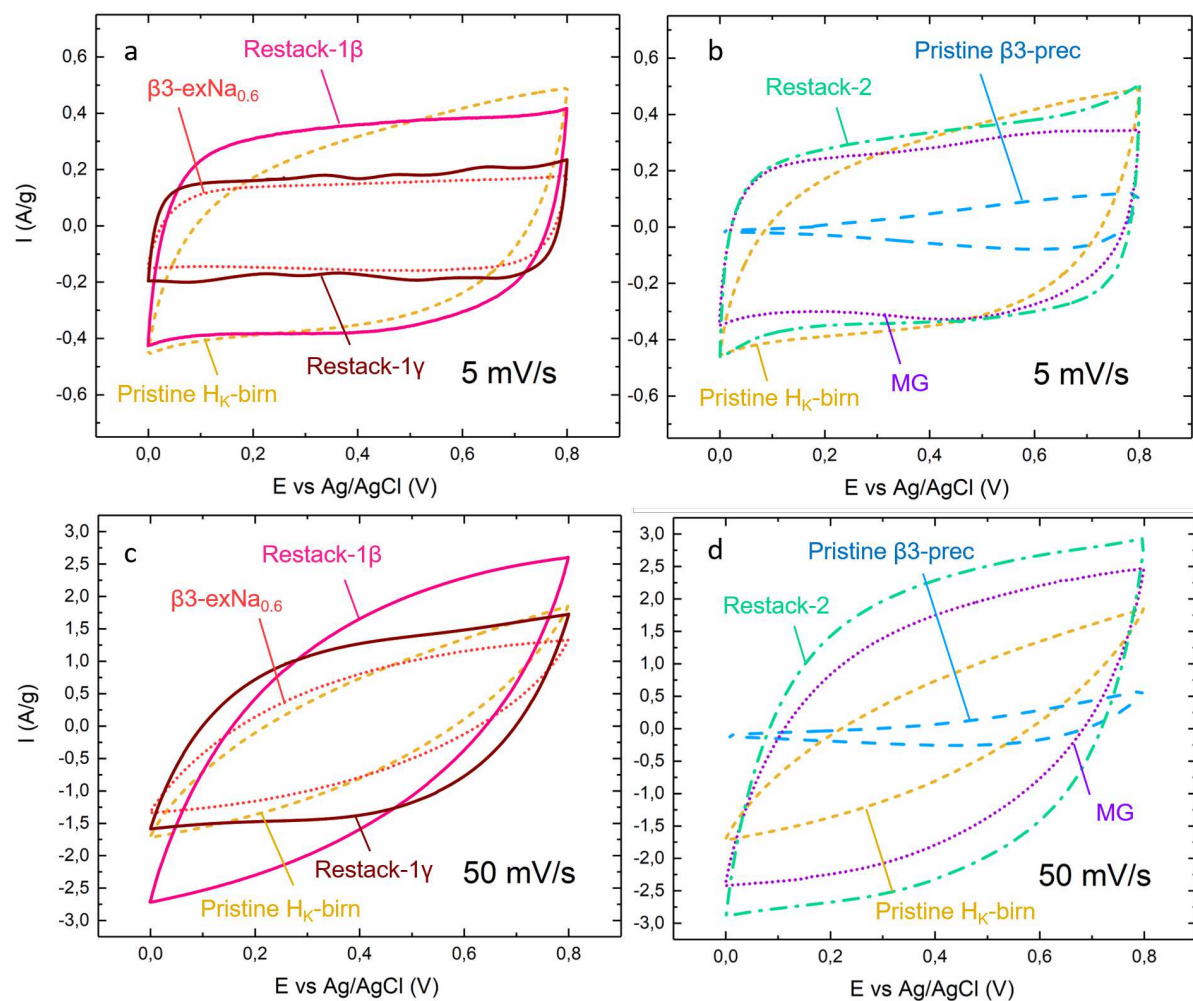 a
Restack-1β
β3-exNa0.6
Restack-1γ
Pristine HK-birn
5 mV/s
I (A/g)
0,6
0,4
0,2
0,0
-0,2
-0,4
-0,6
0,0 0,2 0,4 0,6 0,8
E vs Ag/AgCl (V)
b
Pristine β3-prec
Restack-2
MG
Pristine HK-birn
5 mV/s
0,6
0,4
0,2
0,0
-0,2
-0,4
-0,6
0,0 0,2 0,4 0,6 0,8
E vs Ag/AgCl (V)
c
Restack-1β
β3-exNa0.6
Restack-1γ
Pristine HK-birn
50 mV/s
I (A/g)
3,0
2,5
2,0
1,5
1,0
0,5
0,0
-0,5
-1,0
-1,5
-2,0
-2,5
-3,0
0,0 0,2 0,4 0,6 0,8
E vs Ag/AgCl (V)
d
Pristine β3-prec
Restack-2
MG
Pristine HK-birn
50 mV/s
3,0
2,5
2,0
1,5
1,0
0,5
0,0
-0,5
-1,0
-1,5
-2,0
-2,5
-3,0
0,0 0,2 0,4 0,6 0,8
E vs Ag/AgCl (V)